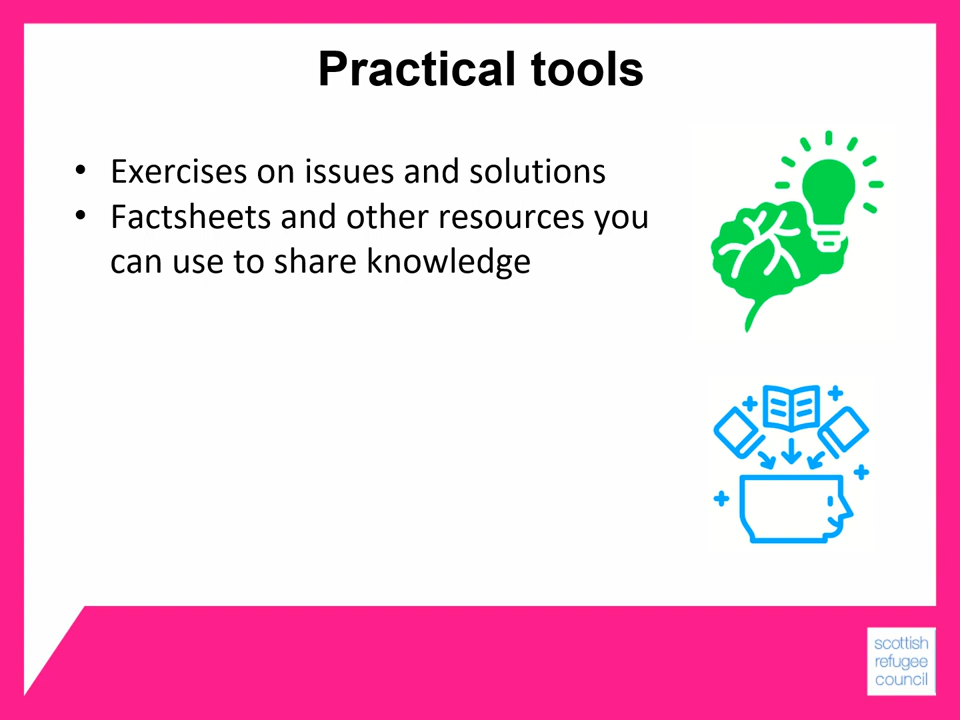 Practical tools
• Exercises on issues and solutions
• Factsheets and other resources you
can use to share knowledge
scottish
refugee
council